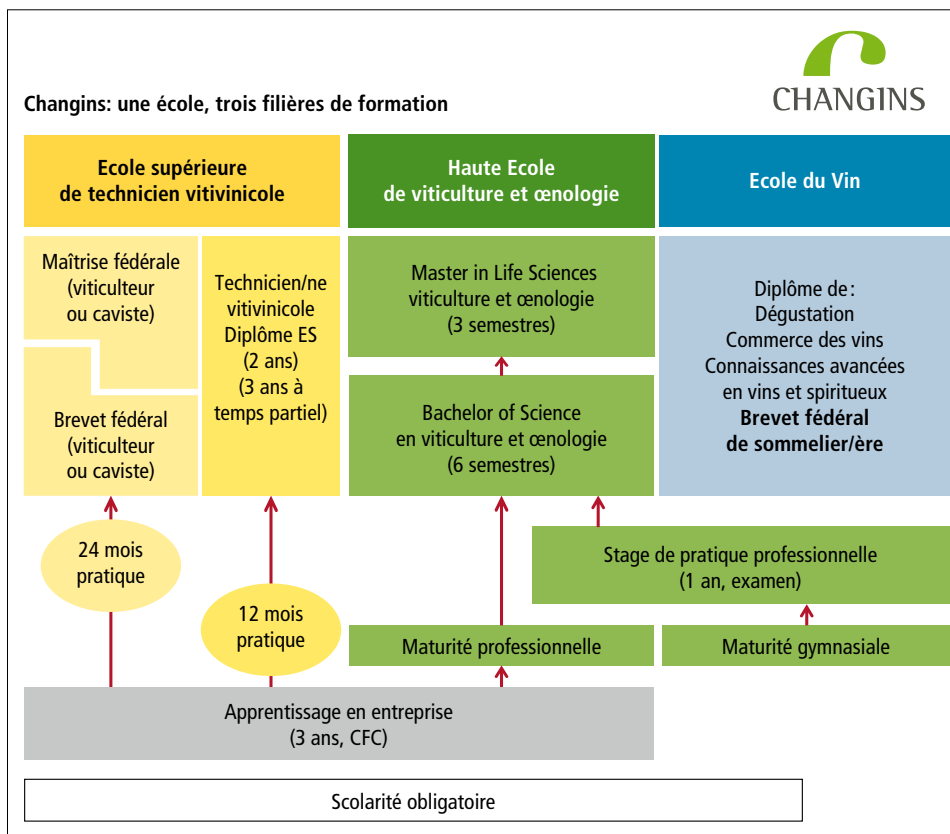 CHANGINS
Changins: une école, trois filières de formation
Ecole supérieure
de technicien vitivinicole
Haute Ecole
de viticulture et œnologie
Ecole du Vin
Maîtrise fédérale
(viticulteur
ou caviste)
Brevet fédéral
(viticulteur
ou caviste)
Technicien/ne
vitivinicole
Diplôme ES
(2 ans)
(3 ans à
temps partiel)
Master in Life Sciences
viticulture et œnologie
(3 semestres)
Bachelor of Science
en viticulture et œnologie
(6 semestres)
Diplôme de:
Dégustation
Commerce des vins
Connaissances avancées
en vins et spiritueux
Brevet fédéral
de sommelier/ère
24 mois
pratique
12 mois
pratique
Stage de pratique professionnelle
(1 an, examen)
Maturité professionnelle
Maturité gymnasiale
Apprentissage en entreprise
(3 ans, CFC)
Scolarité obligatoire